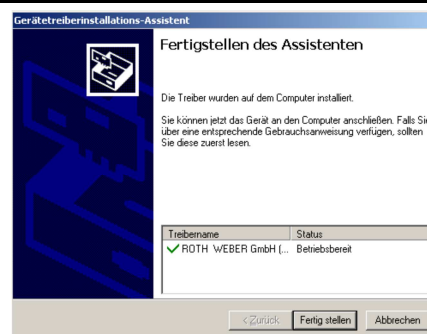 Gerätetreiberinstallations-Assistent
Fertigstellen des Assistenten
Die Treiber wurden auf dem Computer installiert.
Sie können jetzt das Gerät an den Computer anschließen. Falls Sie
über eine entsprechende Gebrauchsanweisung verfügen, sollten
Sie diese zuerst lesen.
Treibername Status
ROTH WEBER GmbH (... Betriebsbereit
< Zurück Fertig stellen Abbrechen